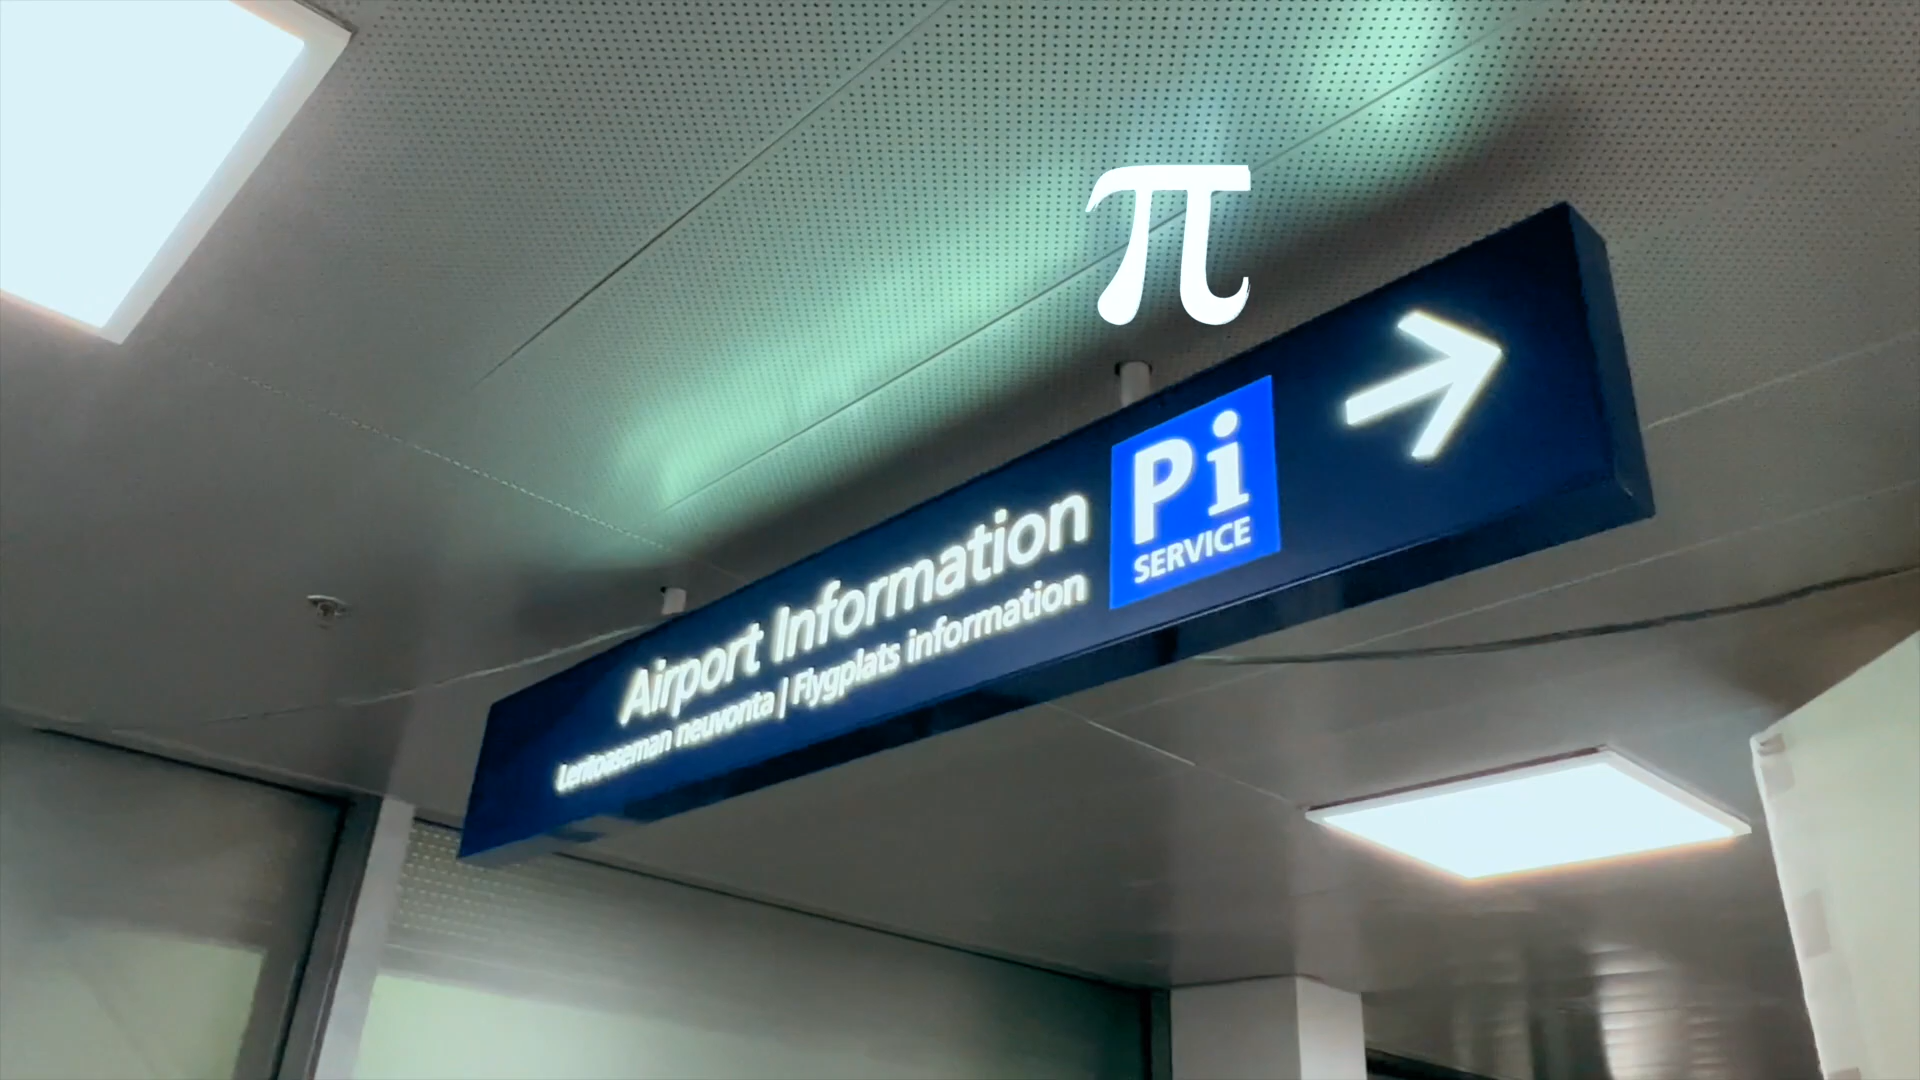 π
Airport Information
Lentoaseman neuvonta | Flygplats information
Pi
SERVICE